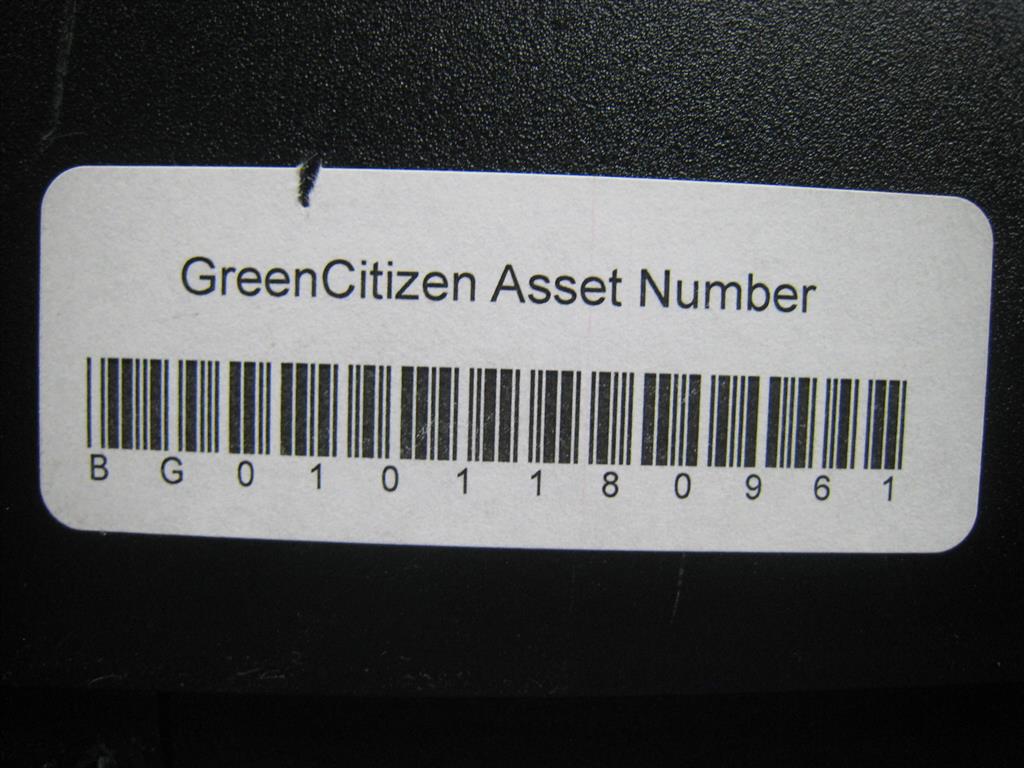 GreenCitizen Asset Number
B G 0 1 0 1 1 8 0 9 6 1